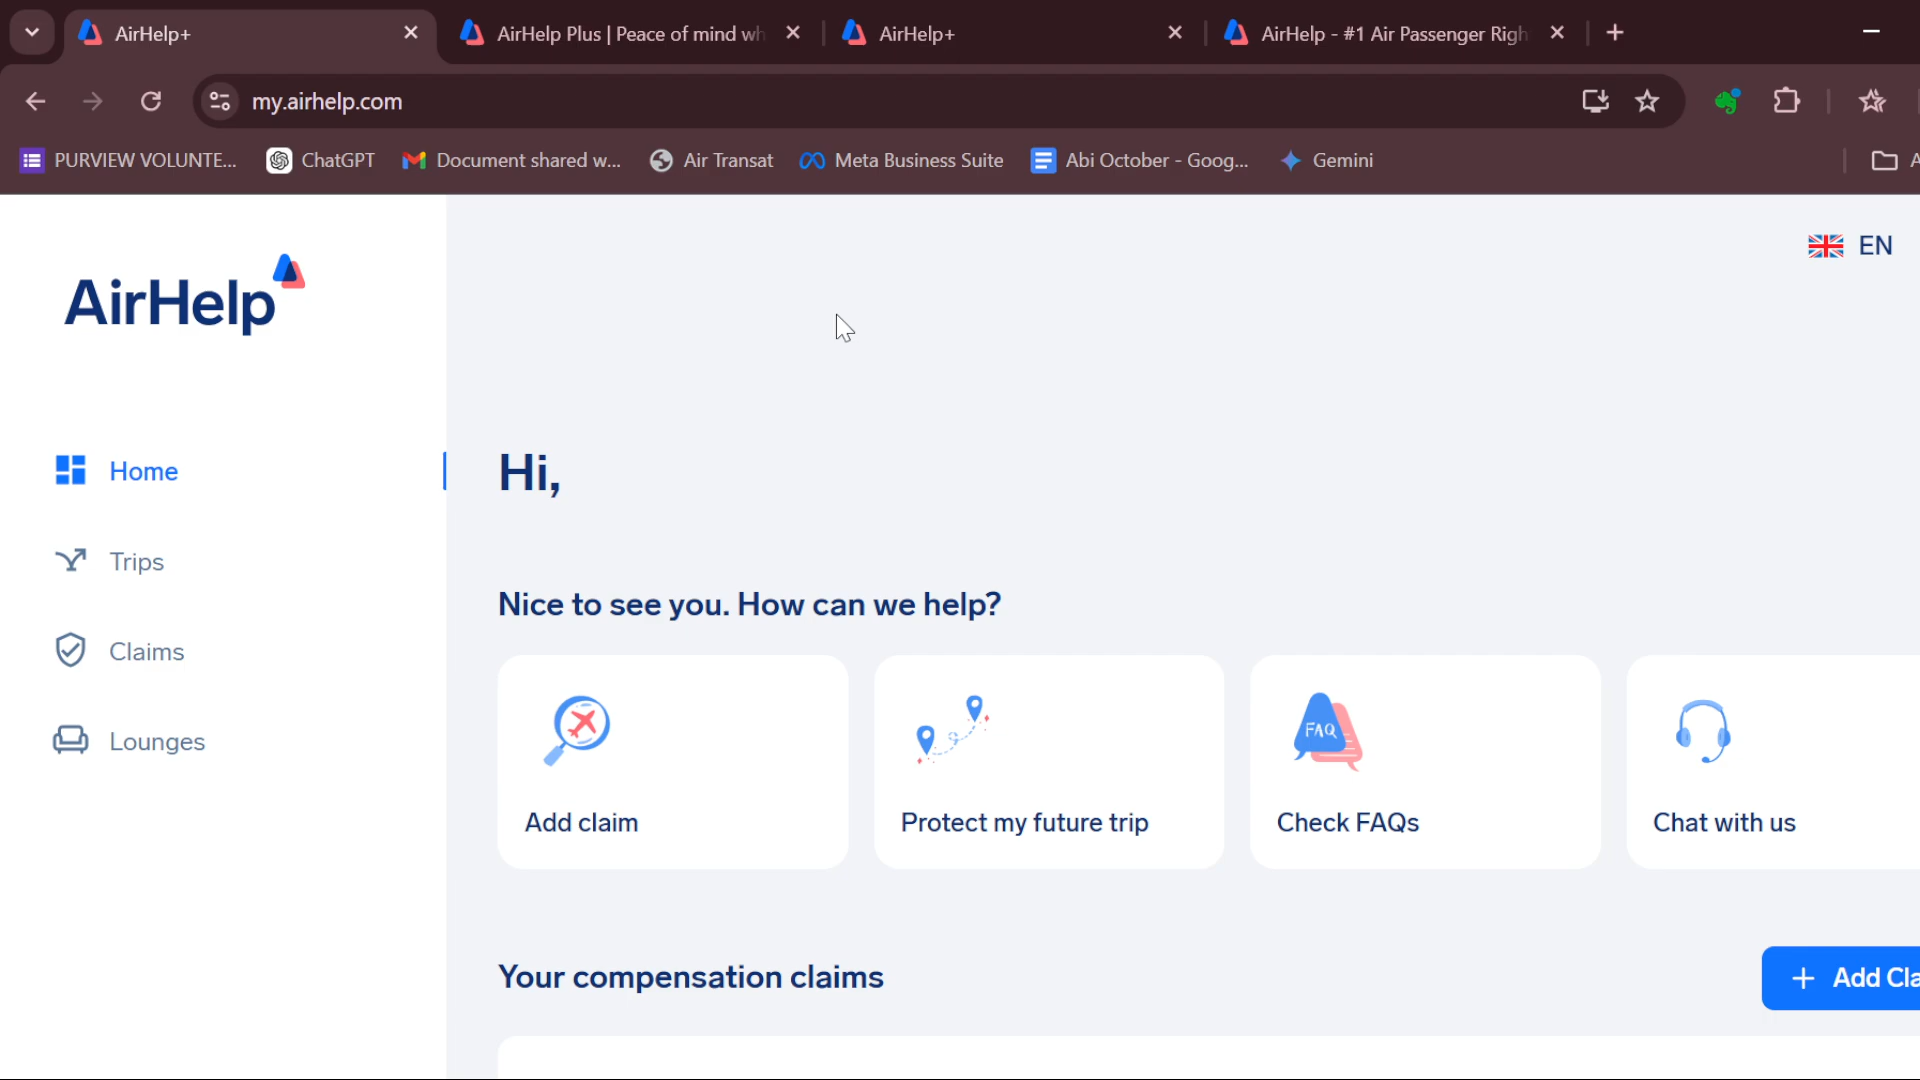 AirHelp+
AirHelp Plus | Peace of mind wh
AirHelp+
AirHelp - #1 Air Passenger Righ
my.airhelp.com
PURVIEW VOLUNTE...
ChatGPT
Document shared w...
Air Transat
Meta Business Suite
Abi October - Goog...
Gemini
A
AirHelp
EN
Home
Trips
Claims
Lounges
Hi,
Nice to see you. How can we help?
Add claim
Protect my future trip
FAQ
Check FAQs
Chat with us
Your compensation claims
+ Add Cla